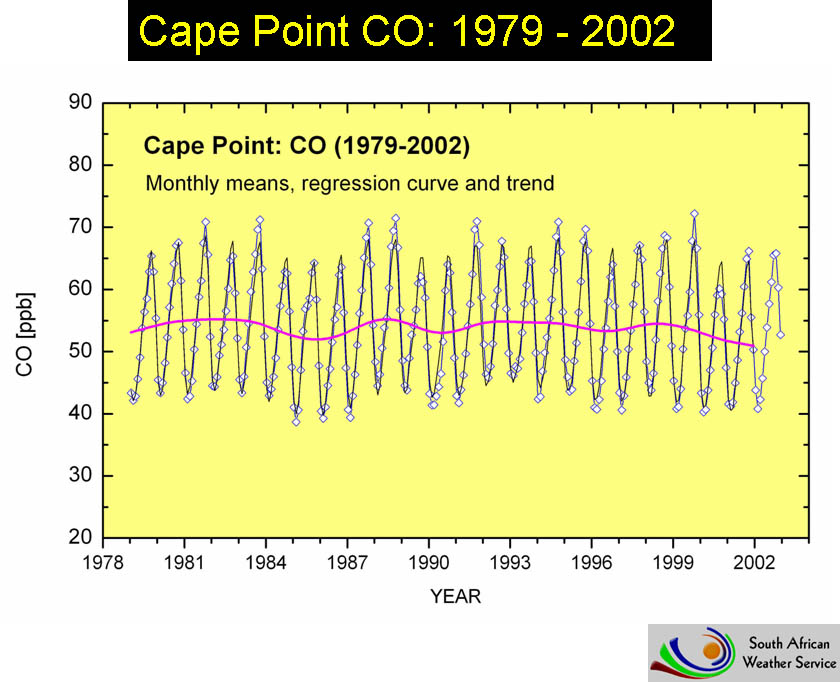 Cape Point CO: 1979 - 2002
90
80
70
60
50
40
30
20
CO [ppb]
Cape Point: CO (1979-2002)
Monthly means, regression curve and trend
1978 1981 1984 1987 1990 1993 1996 1999 2002
YEAR
South African
Weather Service